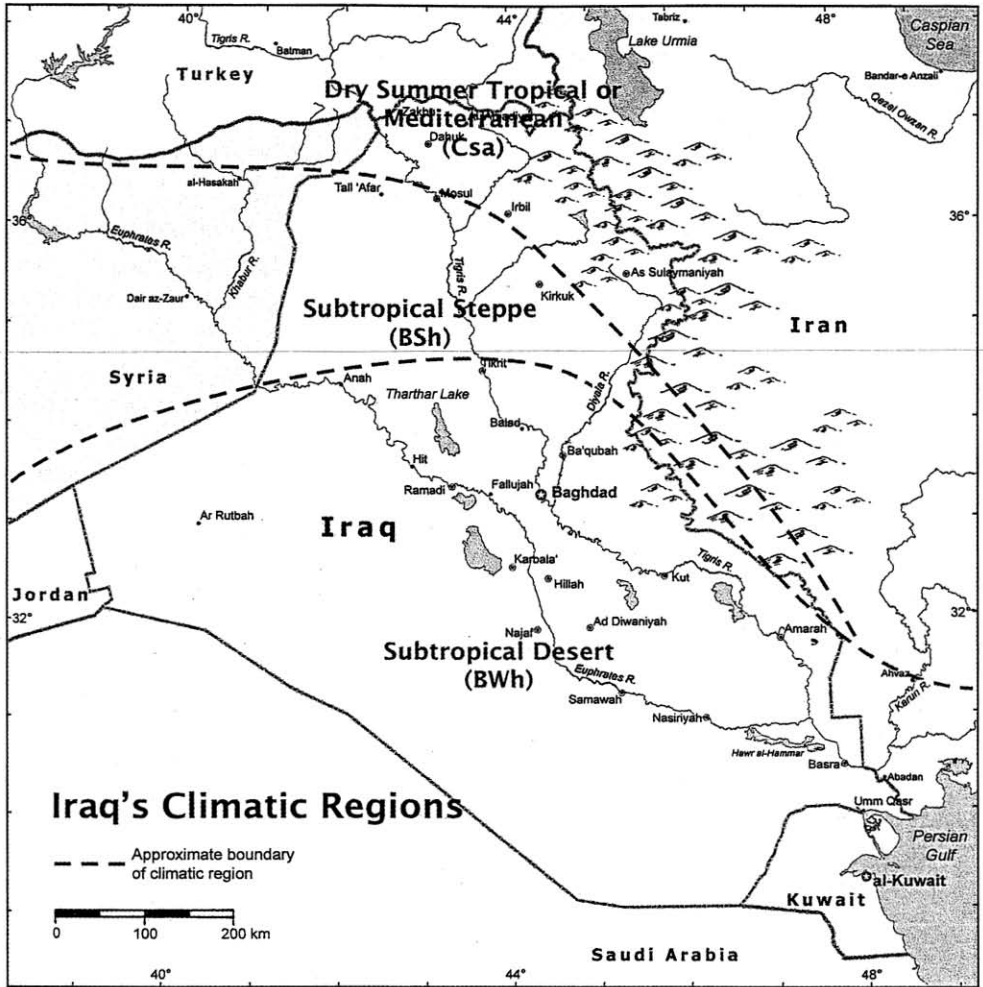 40°
44°
48°
Tabriz
Caspian
Sea
Tigris R.
Batman
Lake Urmia
Turkey
Bandar-e Anzali
Dry Summer Tropical or
Mediterranean
(Csa)
Zakhu
Qezel Owzan R.
Dahuk
al-Hasakah
Tall 'Afar
Mosul
36°
Irbil
36°
Euphrates R.
Khabur R.
Tigris R.
As Sulaymaniyah
Dair az-Zaur
Kirkuk
Subtropical Steppe
(BSh)
Iran
Syria
Tikrit
Anah
Diyala R.
Tharthar Lake
Balad
Ba'qubah
Hit
Ramadi
Fallujah
Baghdad
Ar Rutbah
Iraq
Karbala'
Hillah
Tigris R.
Kut
Jordan
32°
32°
Ad Diwaniyah
Najaf
Amarah
Subtropical Desert
(BWh)
Euphrates R.
Ahvaz
Karun R.
Samawah
Nasiriyah
Hawr al-Hammar
Basra
Abadan
Iraq's Climatic Regions
Umm Qasr
Approximate boundary
of climatic region
Persian
Gulf
al-Kuwait
Kuwait
0 100 200 km
Saudi Arabia
40°
44°
48°